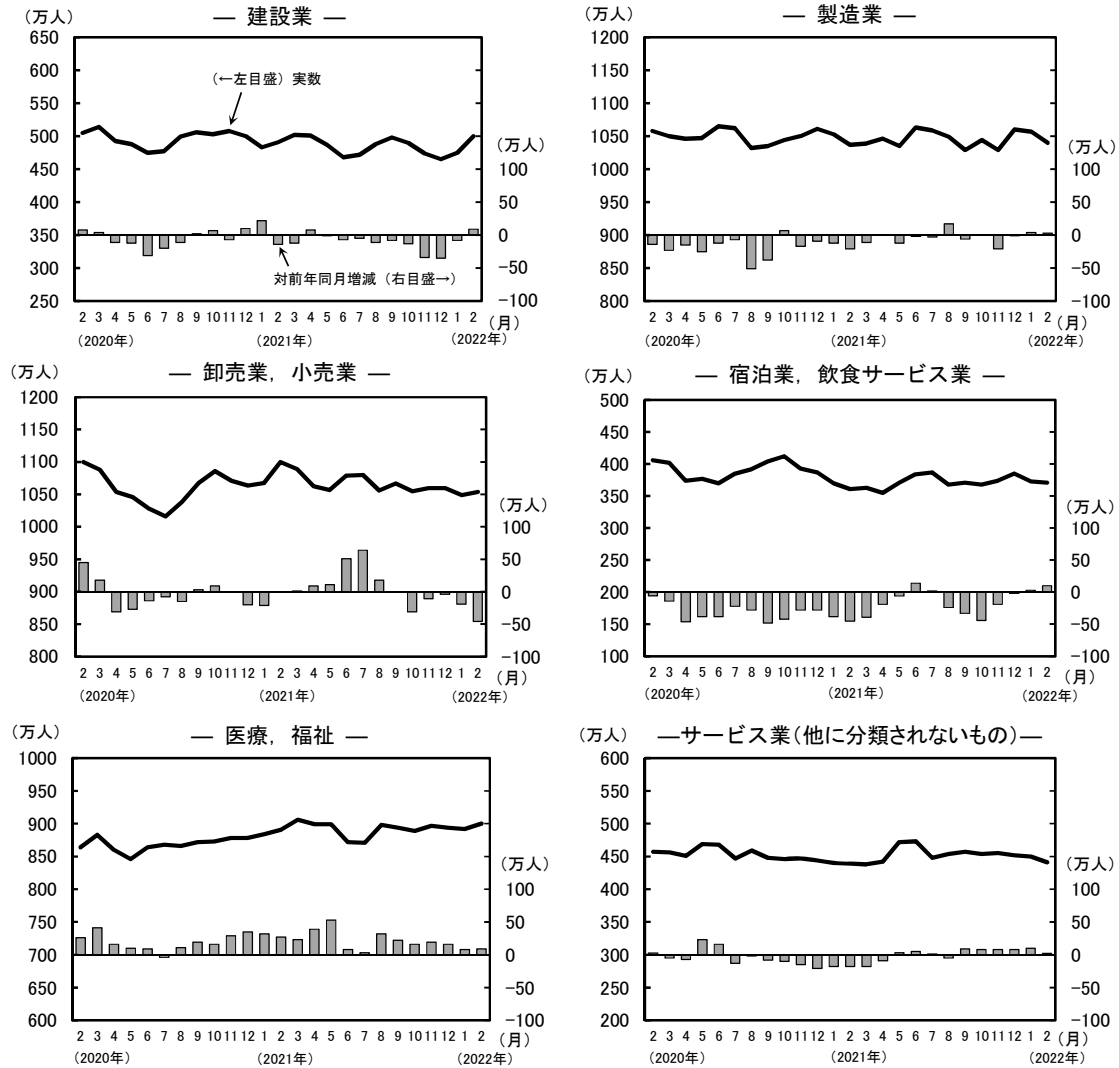 ― 建設業 ―
(万人)
650
600
550
500
450
400
350
300
250
(万人)
100
50
0
−50
−100
(←左目盛) 実数
対前年同月増減 (右目盛→)
2 3 4 5 6 7 8 9 10 11 12 1 2 3 4 5 6 7 8 9 10 11 12 1 2 (月)
(2020年) (2021年) (2022年)
― 製造業 ―
(万人)
1200
1150
1100
1050
1000
950
900
850
800
(万人)
100
50
0
−50
−100
2 3 4 5 6 7 8 9 10 11 12 1 2 3 4 5 6 7 8 9 10 11 12 1 2 (月)
(2020年) (2021年) (2022年)
― 卸売業, 小売業 ―
(万人)
1200
1150
1100
1050
1000
950
900
850
800
(万人)
100
50
0
−50
−100
2 3 4 5 6 7 8 9 10 11 12 1 2 3 4 5 6 7 8 9 10 11 12 1 2 (月)
(2020年) (2021年) (2022年)
― 宿泊業, 飲食サービス業 ―
(万人)
500
450
400
350
300
250
200
150
100
(万人)
100
50
0
−50
−100
2 3 4 5 6 7 8 9 10 11 12 1 2 3 4 5 6 7 8 9 10 11 12 1 2 (月)
(2020年) (2021年) (2022年)
― 医療, 福祉 ―
(万人)
1000
950
900
850
800
750
700
650
600
(万人)
100
50
0
−50
−100
2 3 4 5 6 7 8 9 10 11 12 1 2 3 4 5 6 7 8 9 10 11 12 1 2 (月)
(2020年) (2021年) (2022年)
―サービス業(他に分類されないもの)―
(万人)
600
550
500
450
400
350
300
250
200
(万人)
100
50
0
−50
−100
2 3 4 5 6 7 8 9 10 11 12 1 2 3 4 5 6 7 8 9 10 11 12 1 2 (月)
(2020年) (2021年) (2022年)